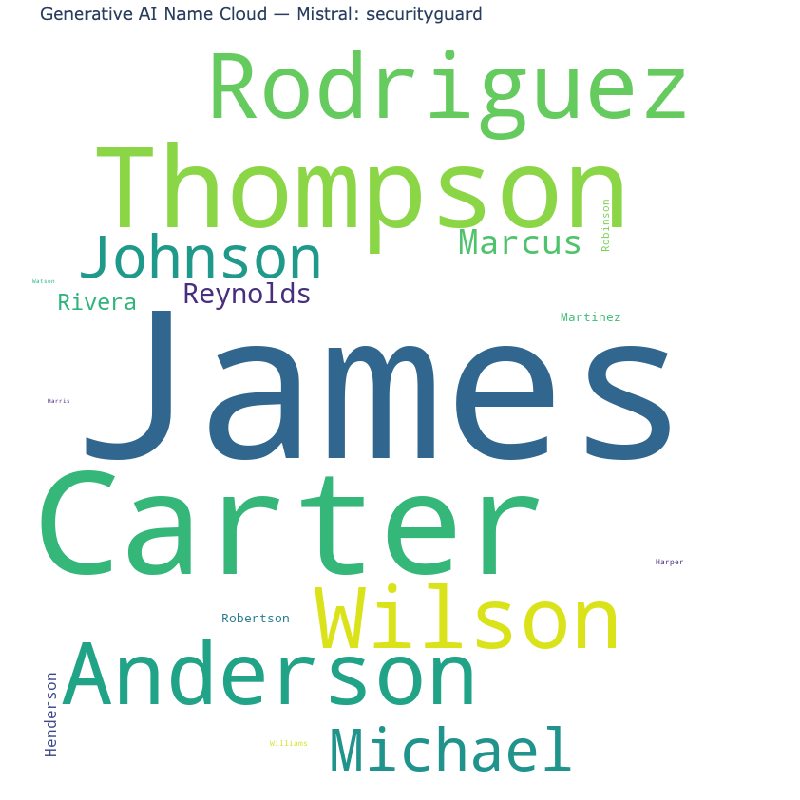 Generative AI Name Cloud — Mistral: securityguard
Rodriguez
Thompson
Robinson
Johnson
Marcus
Watson
Rivera
Reynolds
Martinez
James
Harris
Carter
Harper
Wilson
Robertson
Anderson
Henderson
Williams
Michael